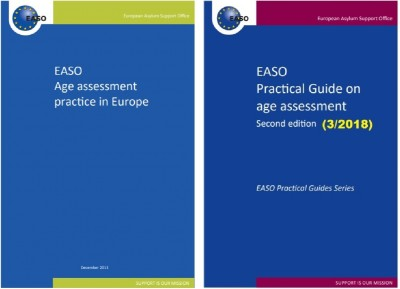 EASO
European Asylum Support Office
EASO
Age assessment
practice in Europe
December 2013
SUPPORT IS OUR MISSION
EASO
European Asylum Support Office
EASO
Practical Guide on
age assessment
Second edition (3/2018)
EASO Practical Guides Series
SUPPORT IS OUR MISSION